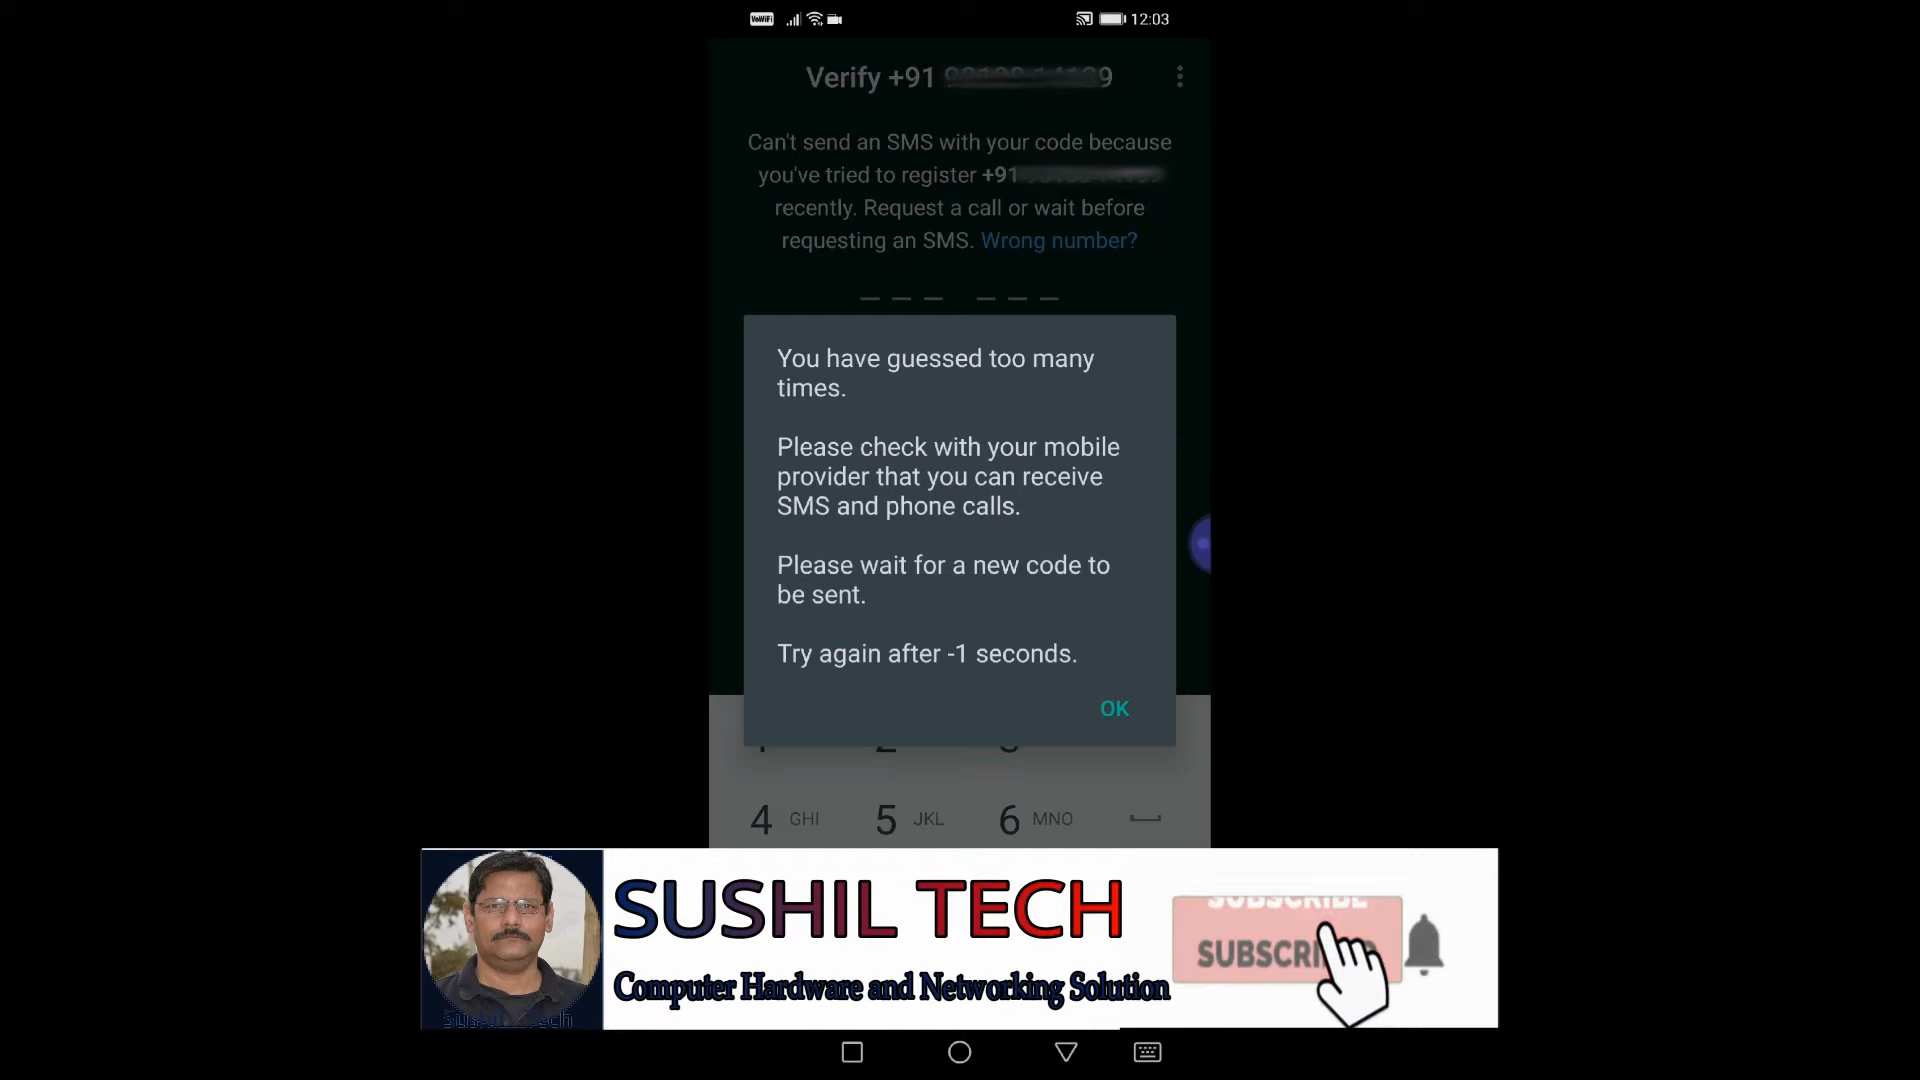 VoWiFi
12:03
Verify +91
Can't send an SMS with your code because
you've tried to register +91
recently. Request a call or wait before
requesting an SMS. Wrong number?
You have guessed too many
times.
Please check with your mobile
provider that you can receive
SMS and phone calls.
Please wait for a new code to
be sent.
Try again after -1 seconds.
OK
4 GHI 5 JKL 6 MNO
SUSHIL TECH
SUBSCRIBE
Computer Hardware and Networking Solution
Sushil Tech